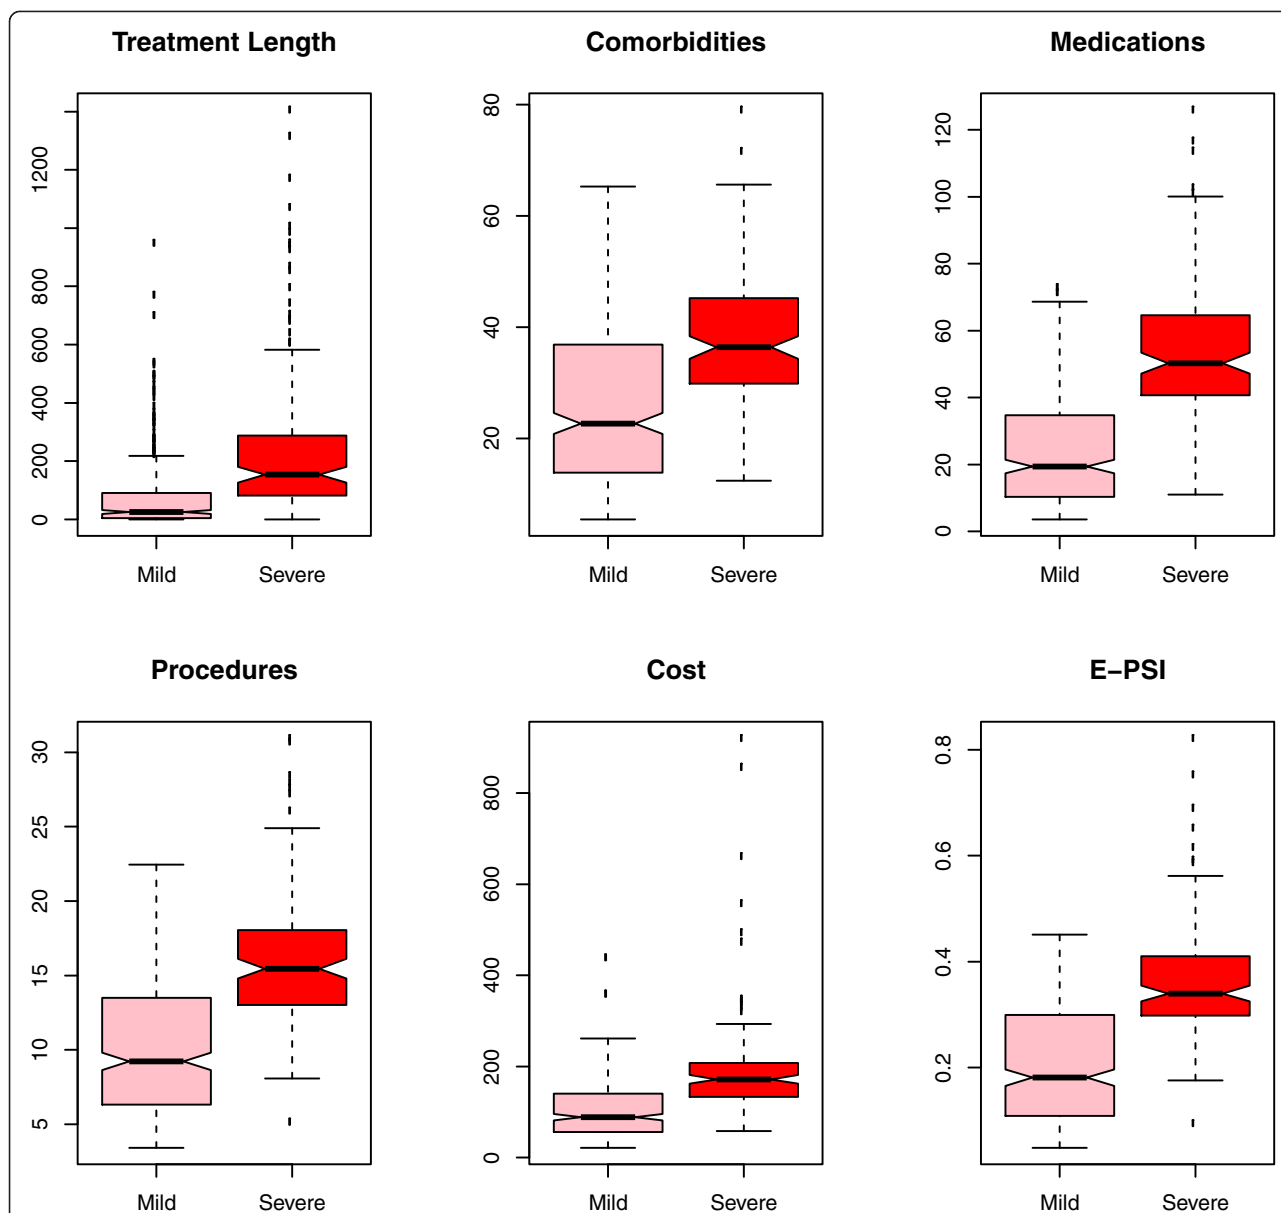 Treatment Length
Comorbidities
Medications
0
200
400
600
800
1200
Mild
Severe
20
40
60
80
Mild
Severe
0
20
40
60
80
100
120
Mild
Severe
Procedures
Cost
E−PSI
5
10
15
20
25
30
Mild
Severe
0
200
400
600
800
Mild
Severe
0.2
0.4
0.6
0.8
Mild
Severe